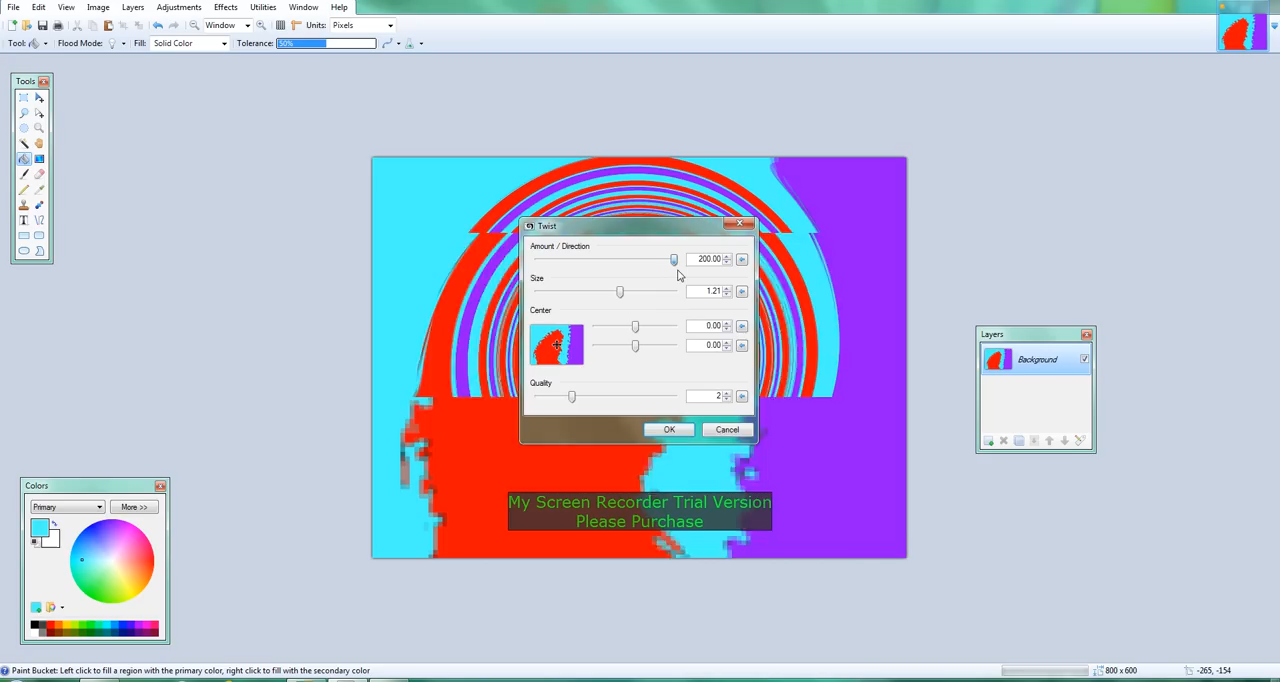 File Edit View Image Layers Adjustments Effects Utilities Window Help
Window Units: Pixels
Tool: Flood Mode: Fill: Solid Color Tolerance: 50%
Tools
Twist
Amount / Direction
200.00
Size
1.21
Center
0.00
0.00
Quality
2
OK Cancel
Layers
Background
My Screen Recorder Trial Version
Please Purchase
Colors
Primary More >>
Paint Bucket: Left click to fill a region with the primary color, right click to fill with the secondary color
800 x 600
-265, -154